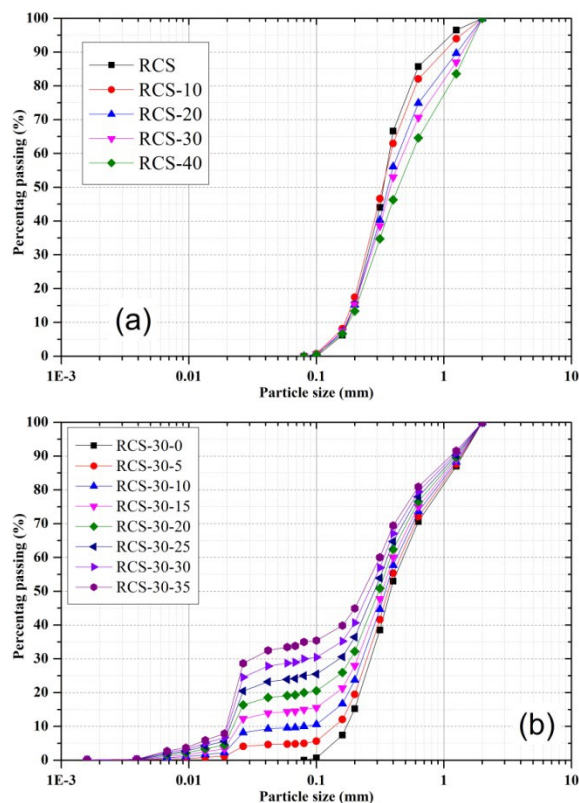 100
90
80
70
60
50
40
30
20
10
0
Percentag passing (%)
RCS
RCS-10
RCS-20
RCS-30
RCS-40
(a)
1E-3
0.01
0.1
1
10
Particle size (mm)
100
90
80
70
60
50
40
30
20
10
0
Percentag passing (%)
RCS-30-0
RCS-30-5
RCS-30-10
RCS-30-15
RCS-30-20
RCS-30-25
RCS-30-30
RCS-30-35
(b)
1E-3
0.01
0.1
1
10
Particle size (mm)